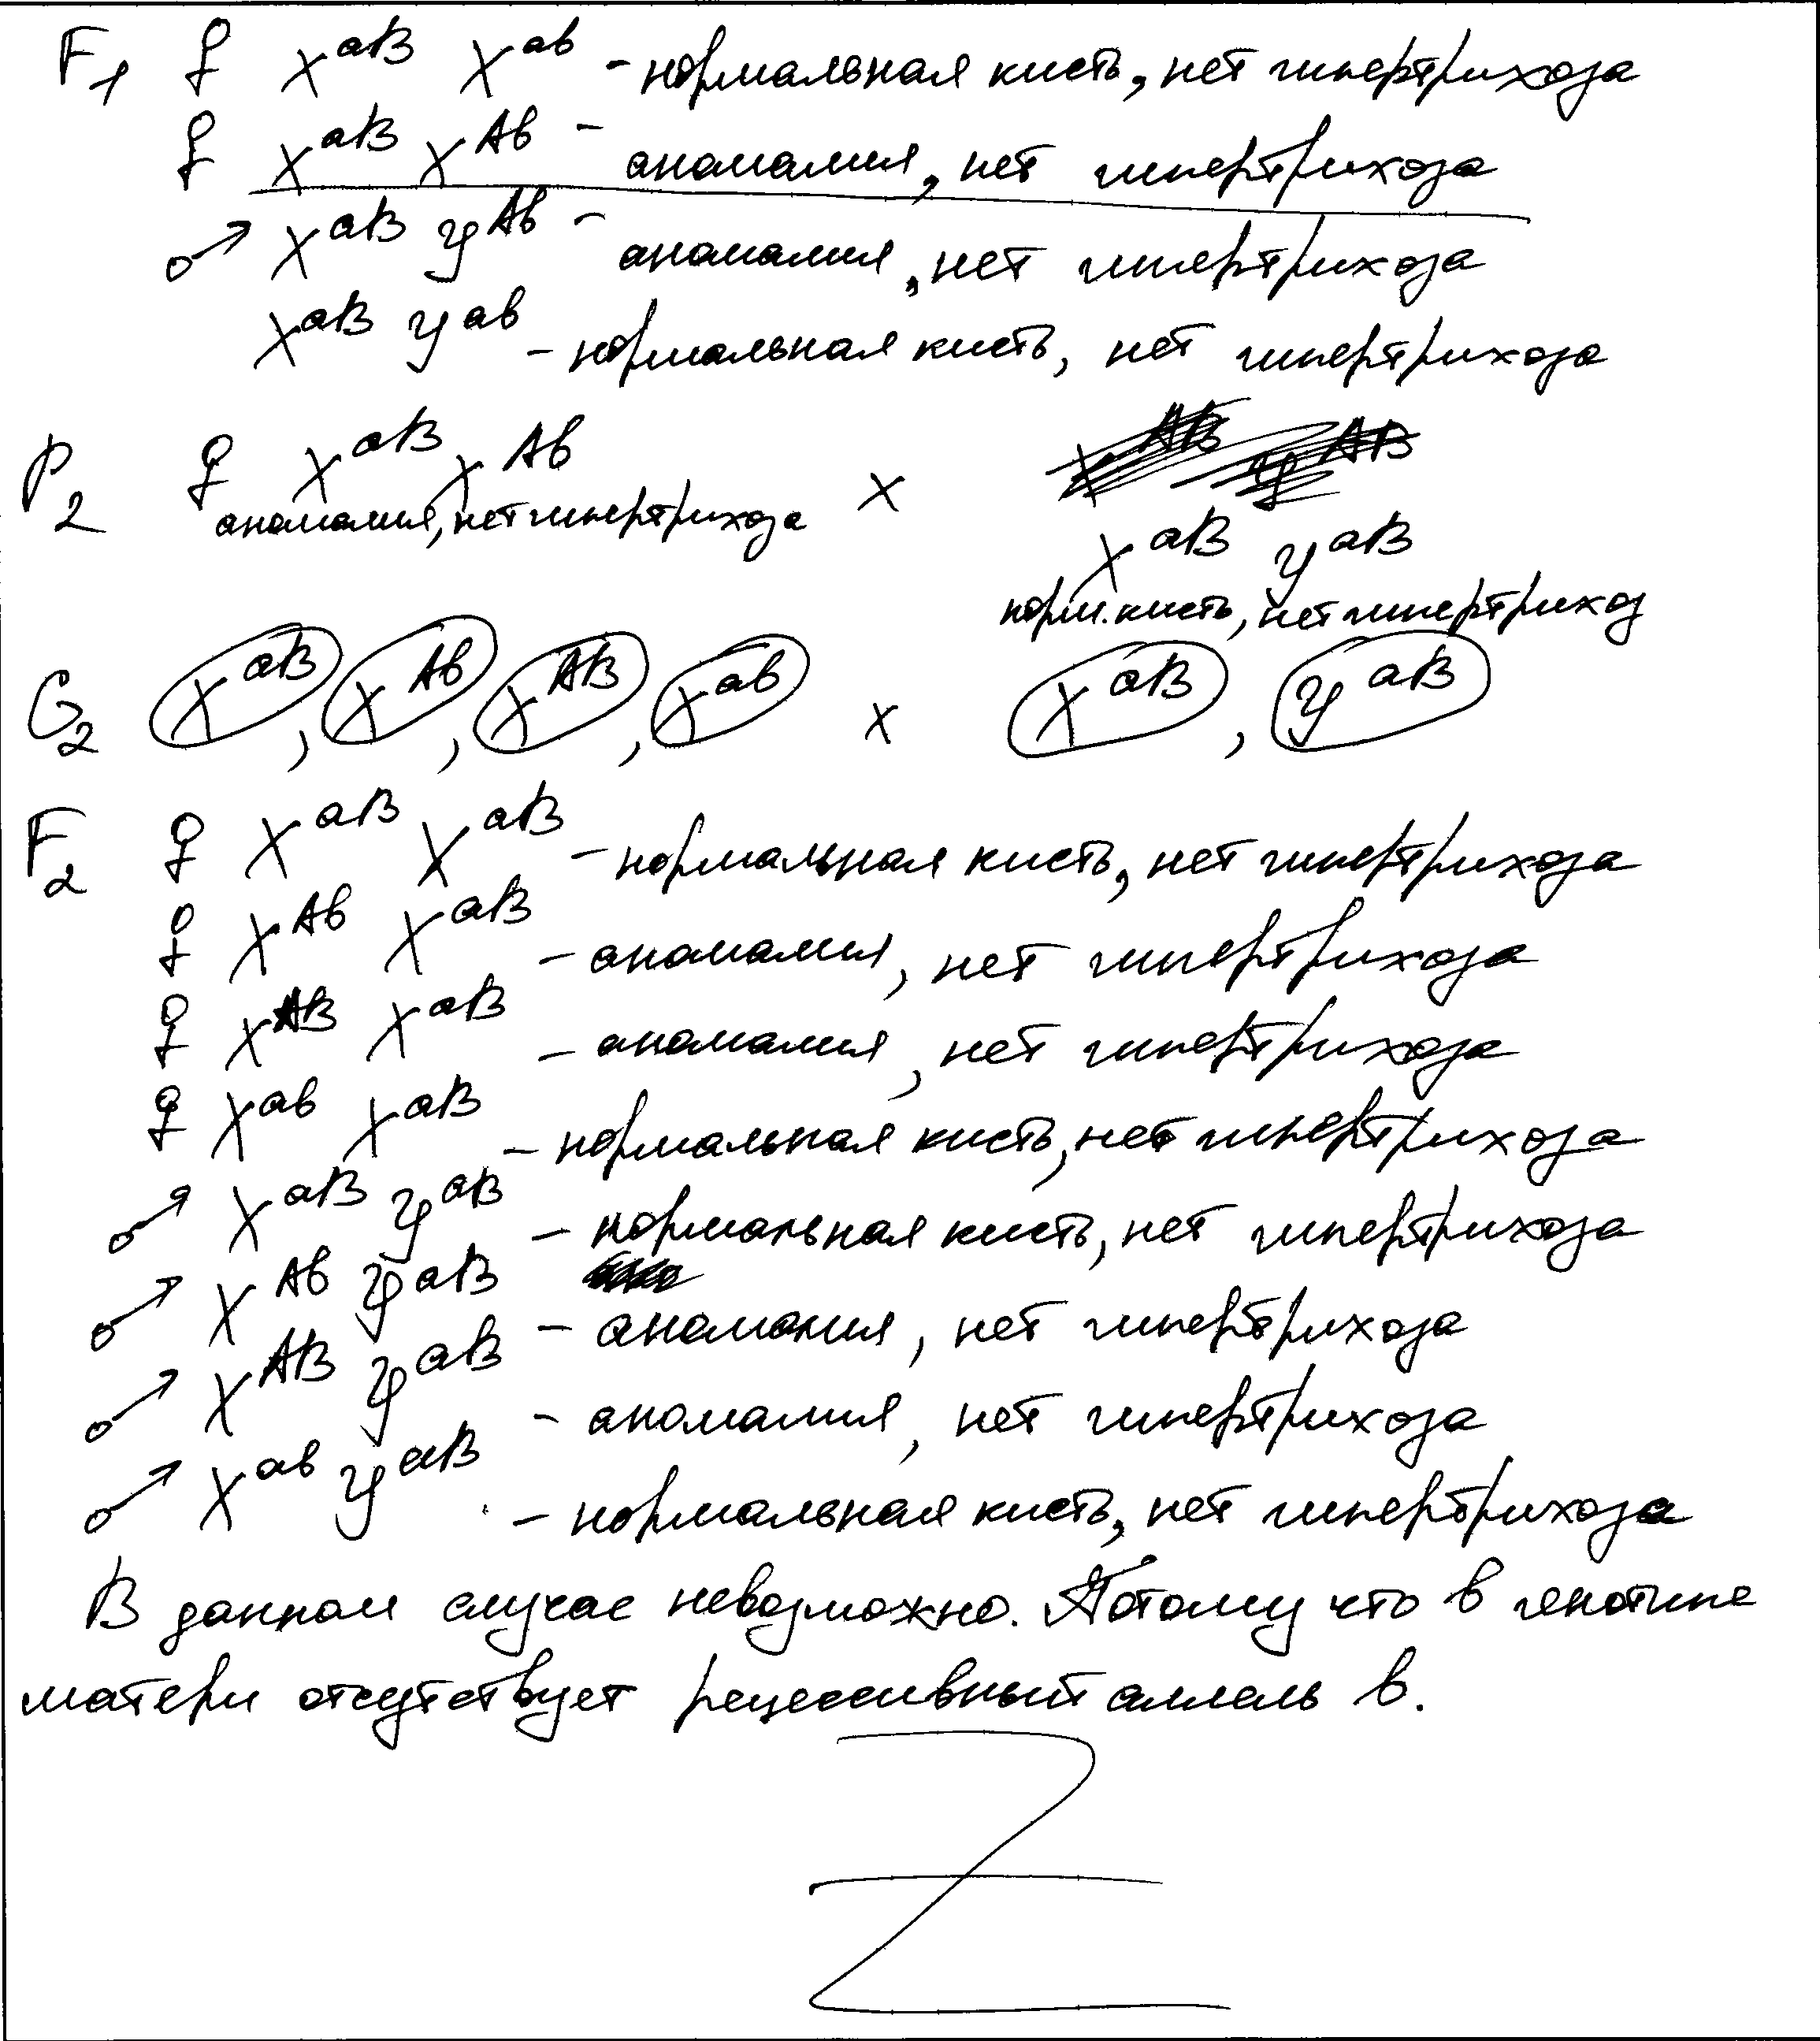 F₁ ♀ X^aB X^ab - нормальная кисть, нет гипертрихоза
♀ X^aB X^Ab - аномалия, нет гипертрихоза
♂ X^aB У^Ab - аномалия, нет гипертрихоза
X^aB У^ab - нормальная кисть, нет гипертрихоза
P₂ ♀ X^aB X^Ab × X^aB У^aB
аномалия, нет гипертрихоза норм. кисть, нет гипертрихоз
G₂ X^aB, X^Ab, X^AB, X^ab × X^aB, У^aB
F₂ ♀ X^aB X^aB - нормальная кисть, нет гипертрихоза
♀ X^Ab X^aB - аномалия, нет гипертрихоза
♀ X^AB X^aB - аномалия, нет гипертрихоза
♀ X^ab X^aB - нормальная кисть, нет гипертрихоза
♂ X^aB У^aB - нормальная кисть, нет гипертрихоза
♂ X^Ab У^aB - аномалия, нет гипертрихоза
♂ X^AB У^aB - аномалия, нет гипертрихоза
♂ X^ab У^aB - нормальная кисть, нет гипертрихоза
В данном случае невозможно. Потому что в генотипе
матери отсутствует рецессивный аллель в.